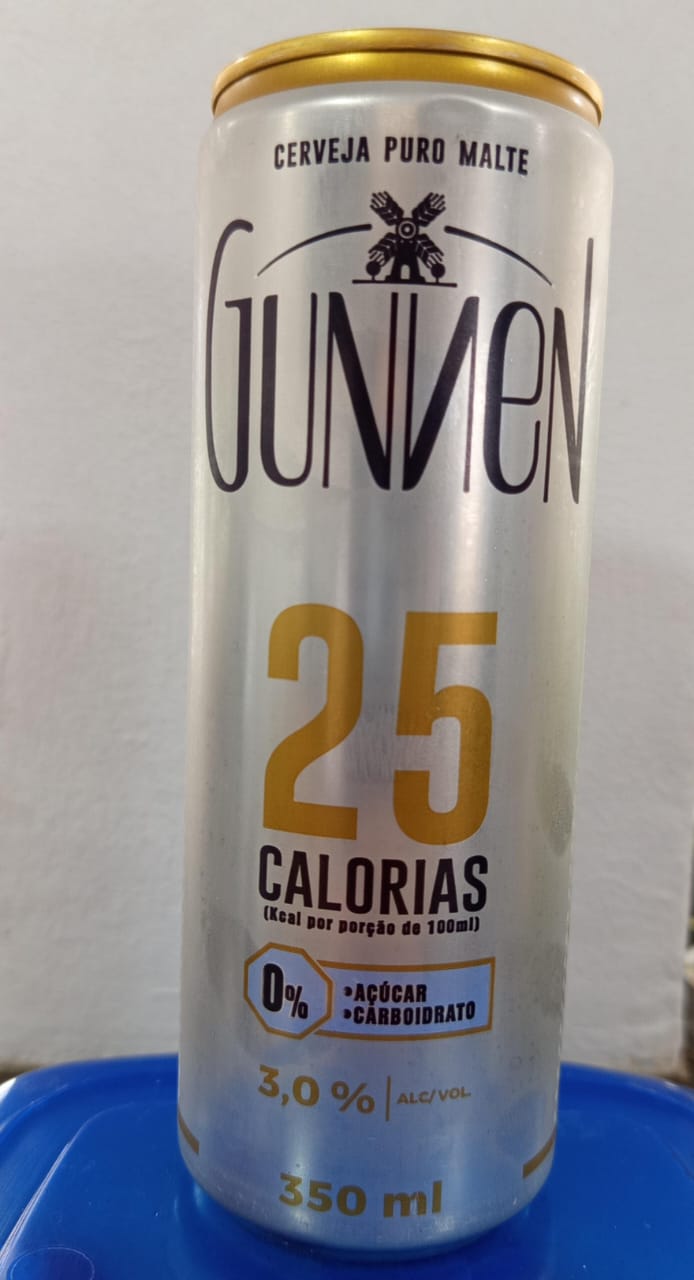 CERVEJA PURO MALTE
GUNNEN
25
CALORIAS
(Kcal por porção de 100ml)
0%
•AÇÚCAR
•CARBOIDRATO
3,0 % | ALC/VOL.
350 ml